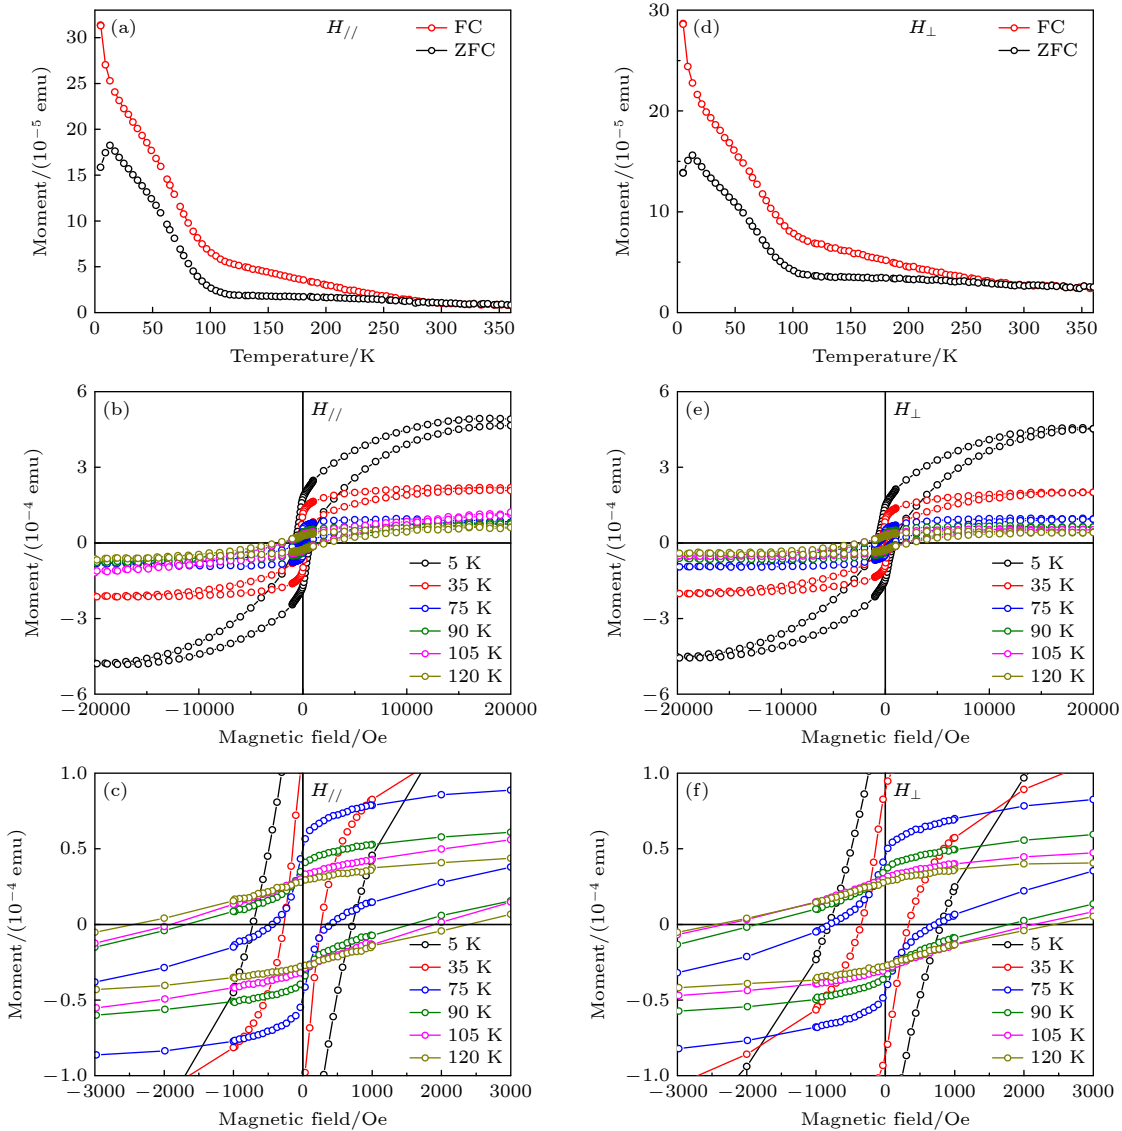 (a)
H//
FC
ZFC
Moment/(10⁻⁵ emu)
30
25
20
15
10
5
0
0 50 100 150 200 250 300 350
Temperature/K
(d)
H⊥
FC
ZFC
Moment/(10⁻⁵ emu)
30
25
20
15
10
5
0
0 50 100 150 200 250 300 350
Temperature/K
(b)
H//
Moment/(10⁻⁴ emu)
6
3
0
−3
−6
5 K
35 K
75 K
90 K
105 K
120 K
−20000 −10000 0 10000 20000
Magnetic field/Oe
(e)
H⊥
Moment/(10⁻⁴ emu)
6
3
0
−3
−6
5 K
35 K
75 K
90 K
105 K
120 K
−20000 −10000 0 10000 20000
Magnetic field/Oe
(c)
H//
Moment/(10⁻⁴ emu)
1.0
0.5
0
−0.5
−1.0
5 K
35 K
75 K
90 K
105 K
120 K
−3000 −2000 −1000 0 1000 2000 3000
Magnetic field/Oe
(f)
H⊥
Moment/(10⁻⁴ emu)
1.0
0.5
0
−0.5
−1.0
5 K
35 K
75 K
90 K
105 K
120 K
−3000 −2000 −1000 0 1000 2000 3000
Magnetic field/Oe